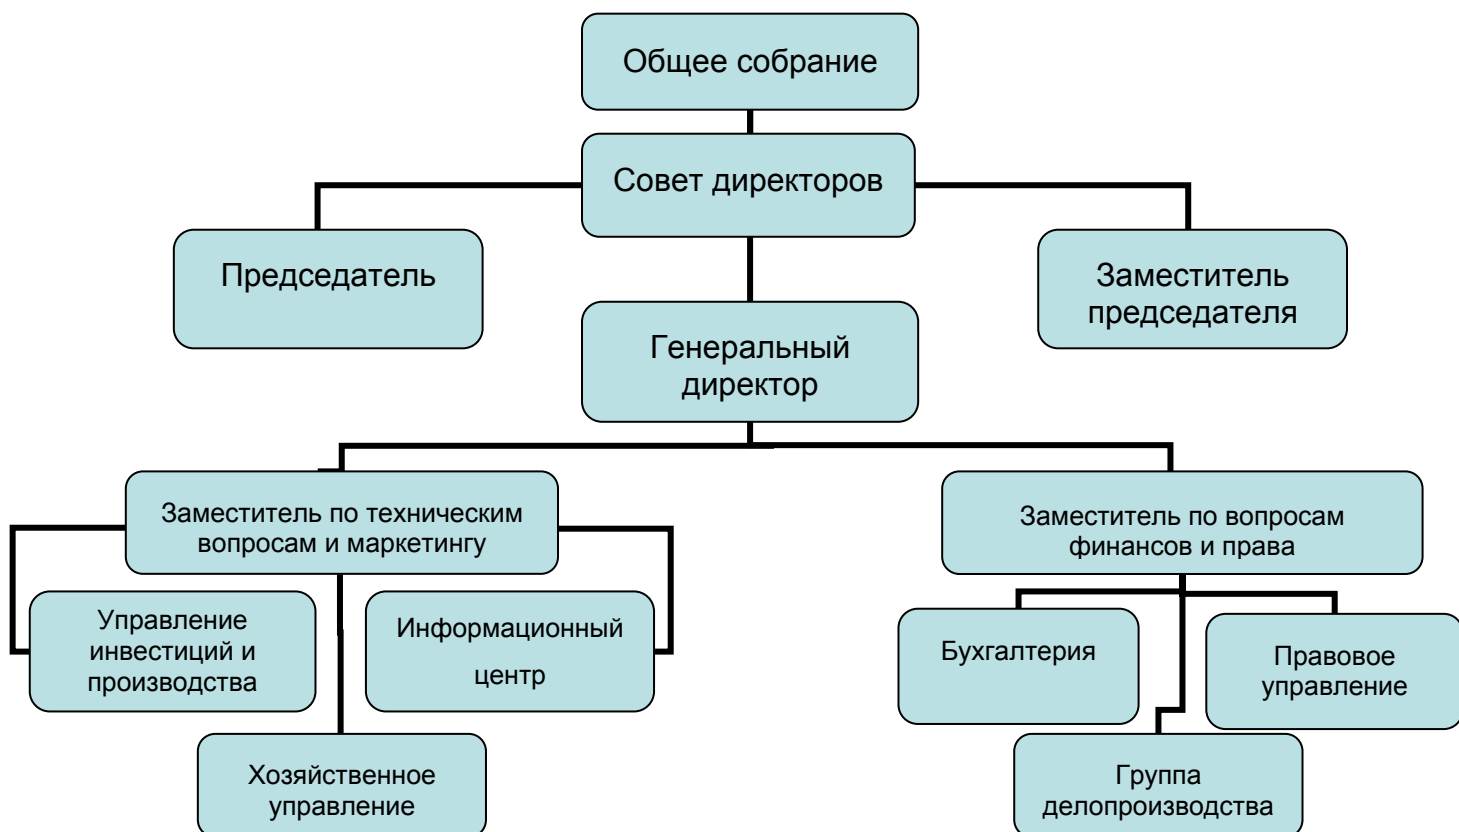 Общее собрание
Совет директоров
Председатель
Заместитель
председателя
Генеральный
директор
Заместитель по техническим
вопросам и маркетингу
Заместитель по вопросам
финансов и права
Управление
инвестиций и
производства
Информационный
центр
Бухгалтерия
Правовое
управление
Хозяйственное
управление
Группа
делопроизводства